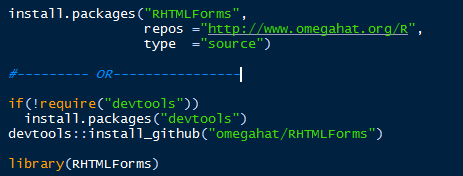 install.packages("RHTMLForms",
repos ="http://www.omegahat.org/R",
type ="source")
#--------- OR----------------
if(!require("devtools"))
install.packages("devtools")
devtools::install_github("omegahat/RHTMLForms")
library(RHTMLForms)